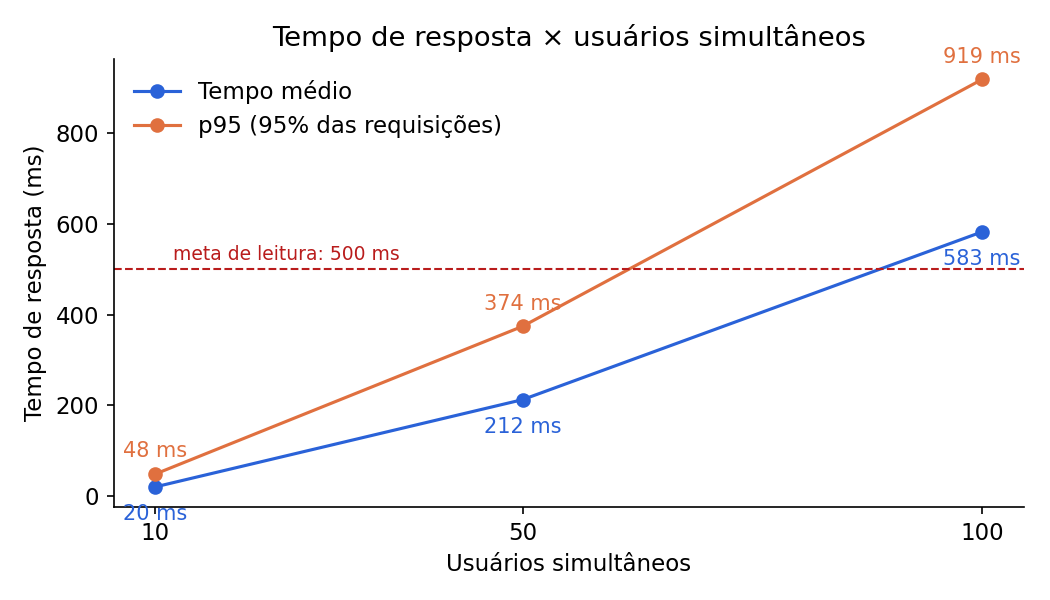 Tempo de resposta × usuários simultâneos
919 ms
Tempo médio
p95 (95% das requisições)
800
600
meta de leitura: 500 ms
583 ms
400
374 ms
200
212 ms
48 ms
0
20 ms
10
50
100
Usuários simultâneos
Tempo de resposta (ms)